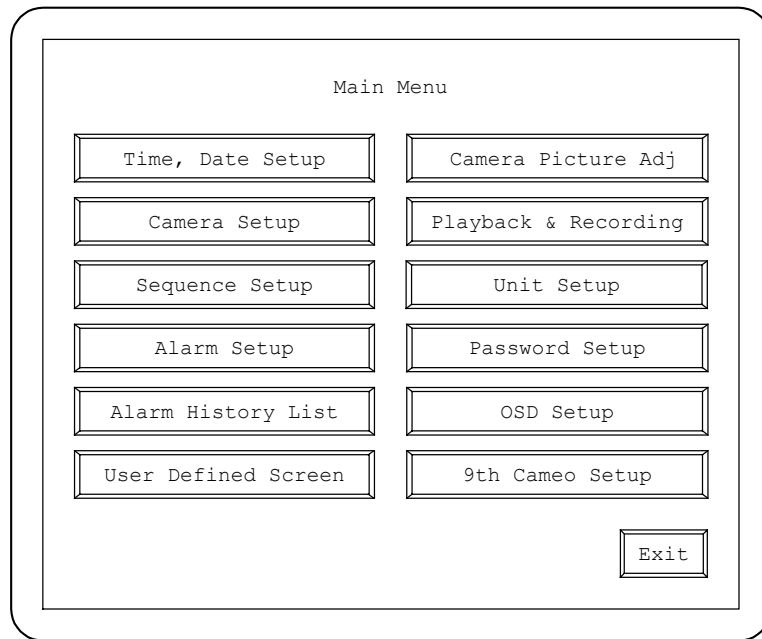 Main Menu
Time, Date Setup
Camera Picture Adj
Camera Setup
Playback & Recording
Sequence Setup
Unit Setup
Alarm Setup
Password Setup
Alarm History List
OSD Setup
User Defined Screen
9th Cameo Setup
Exit